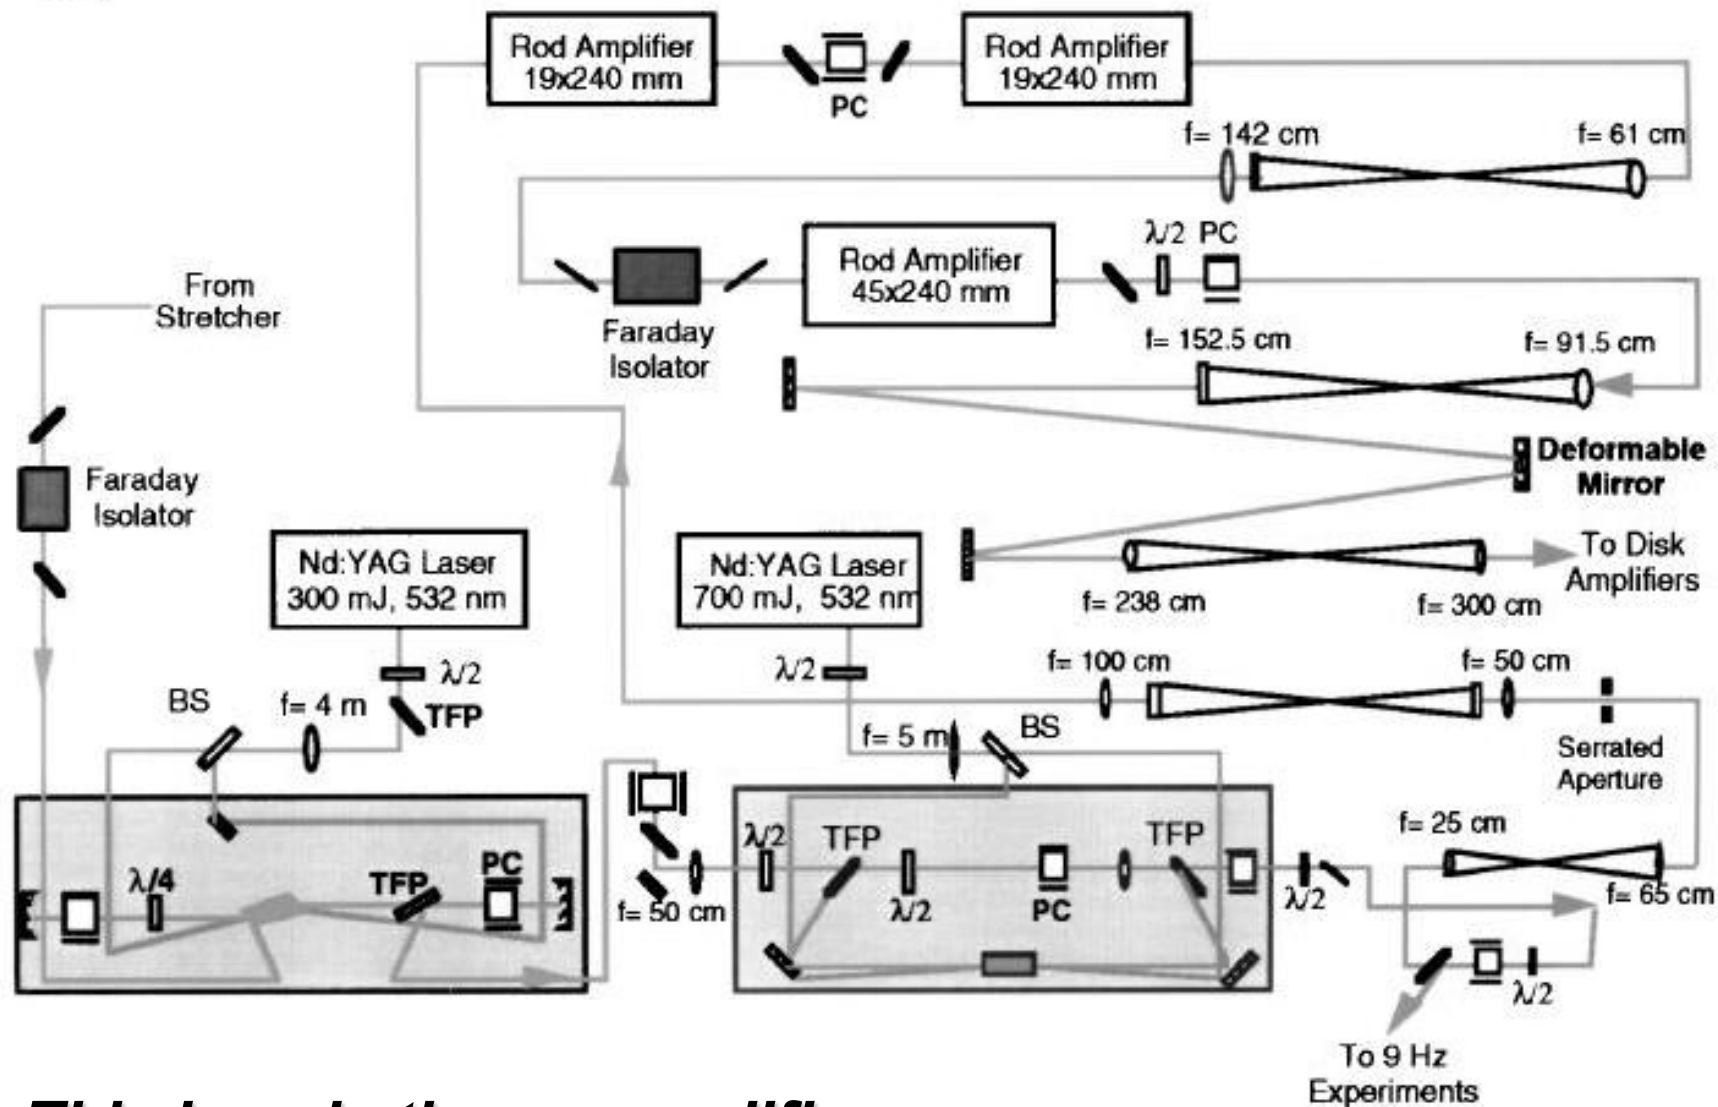 Rod Amplifier
19x240 mm
PC
Rod Amplifier
19x240 mm
f= 142 cm
f= 61 cm
λ/2 PC
Rod Amplifier
45x240 mm
Faraday
Isolator
From
Stretcher
f= 152.5 cm
f= 91.5 cm
Deformable
Mirror
Faraday
Isolator
Nd:YAG Laser
300 mJ, 532 nm
Nd:YAG Laser
700 mJ, 532 nm
To Disk
Amplifiers
f= 238 cm
f= 300 cm
λ/2
λ/2
f= 100 cm
f= 50 cm
BS
f= 4 m
TFP
f= 5 m
BS
Serrated
Aperture
λ/4
TFP
PC
f= 50 cm
λ/2
TFP
λ/2
PC
TFP
λ/2
f= 25 cm
f= 65 cm
λ/2
To 9 Hz
Experiments